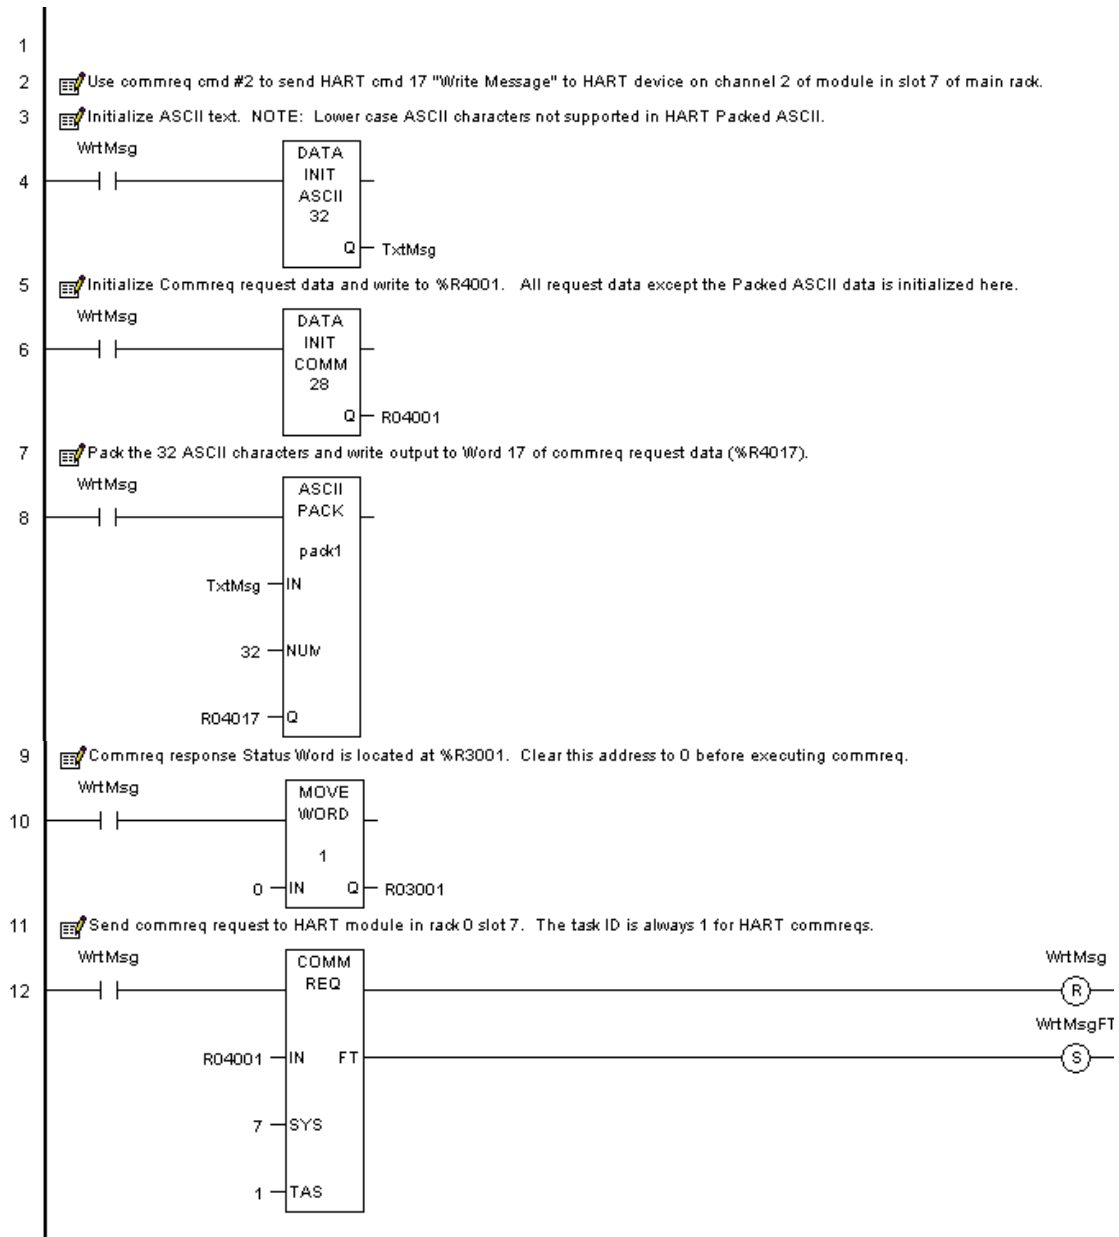 1
2 Use commreq cmd #2 to send HART cmd 17 "Write Message" to HART device on channel 2 of module in slot 7 of main rack.
3 Initialize ASCII text. NOTE: Lower case ASCII characters not supported in HART Packed ASCII.
WrtMsg
DATA
INIT
4
ASCII
32
Q TxtMsg
5 Initialize Commreq request data and write to %R4001. All request data except the Packed ASCII data is initialized here.
WrtMsg
DATA
INIT
6
COMM
28
Q R04001
7 Pack the 32 ASCII characters and write output to Word 17 of commreq request data (%R4017).
WrtMsg
ASCII
PACK
8
pack1
TxtMsg IN
32 NUM
R04017 Q
9 Commreq response Status Word is located at %R3001. Clear this address to 0 before executing commreq.
WrtMsg
MOVE
10 WORD
1
0 IN Q R03001
11 Send commreq request to HART module in rack 0 slot 7. The task ID is always 1 for HART commreqs.
WrtMsg COMM WrtMsg
12 REQ R
WrtMsgFT
R04001 IN FT S
7 SYS
1 TAS